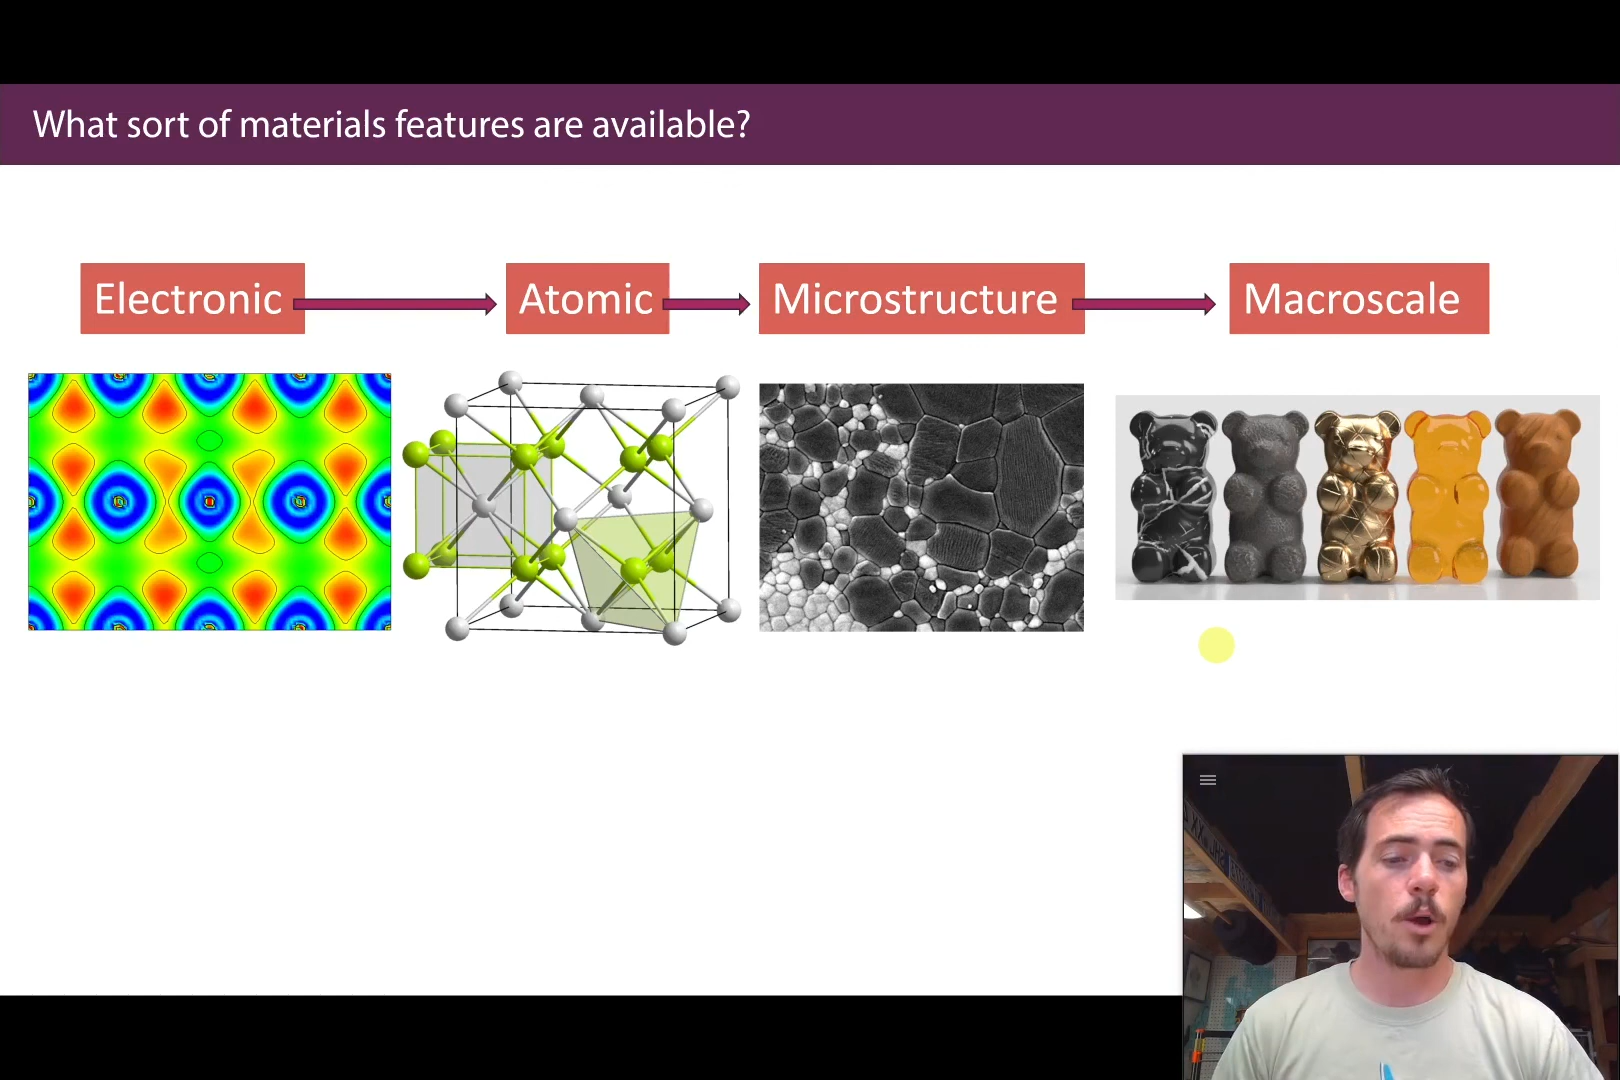 What sort of materials features are available?
Electronic
Atomic
Microstructure
Macroscale